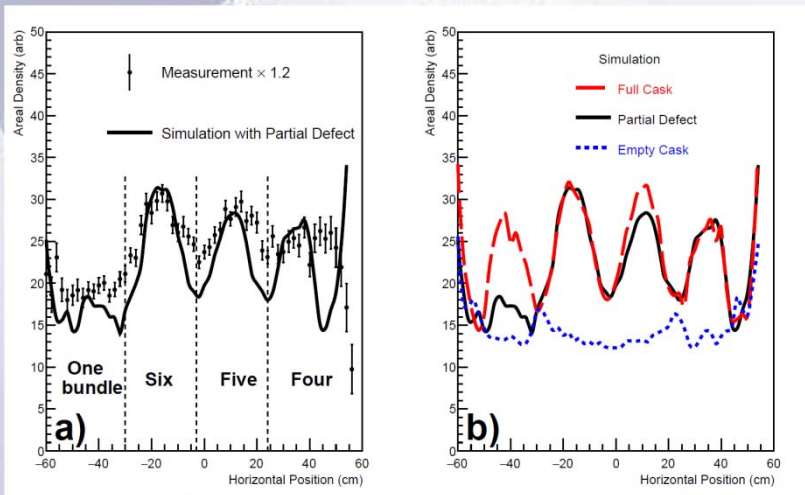 Areal Density (arb)
50
45
40
35
30
25
20
15
10
5
0
Measurement × 1.2
Simulation with Partial Defect
One
bundle
Six
Five
Four
a)
−60 −40 −20 0 20 40 60
Horizontal Position (cm)
Areal Density (arb)
50
45
40
35
30
25
20
15
10
5
0
Simulation
Full Cask
Partial Defect
Empty Cask
b)
−60 −40 −20 0 20 40 60
Horizontal Position (cm)